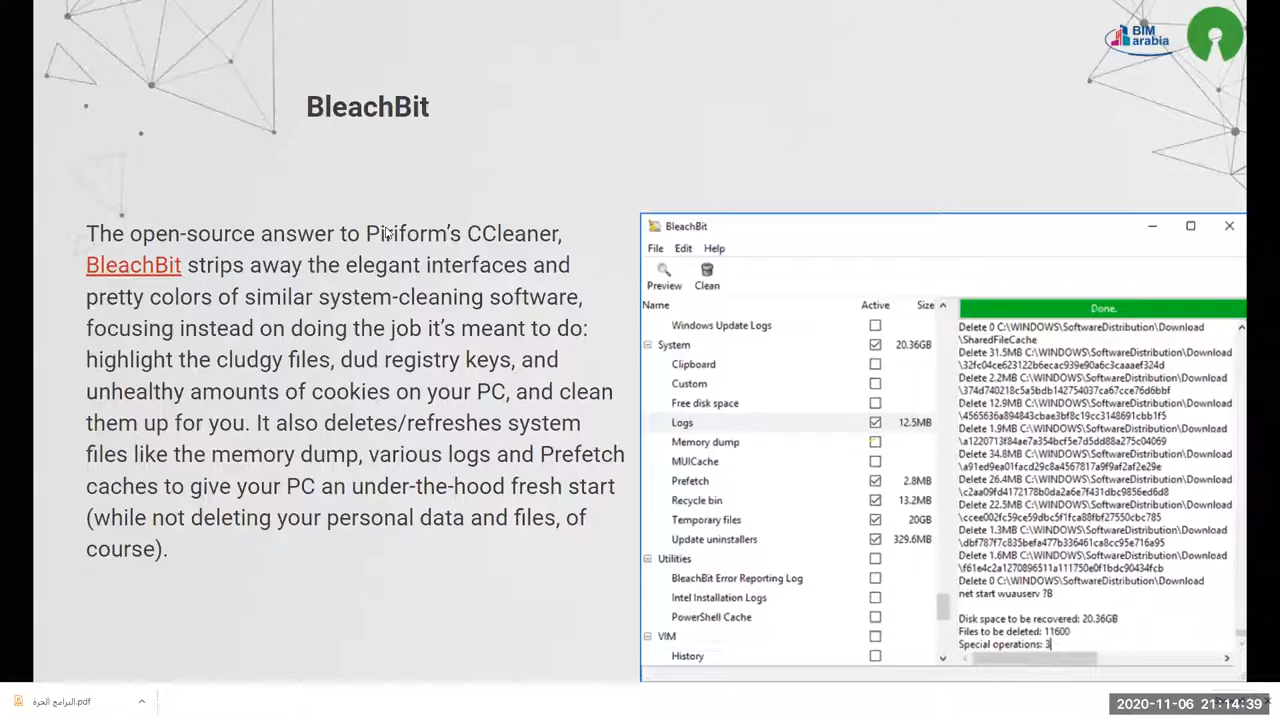 BIM
arabia
BleachBit
The open-source answer to Piriform's CCleaner,
BleachBit strips away the elegant interfaces and
pretty colors of similar system-cleaning software,
focusing instead on doing the job it's meant to do:
highlight the cludgy files, dud registry keys, and
unhealthy amounts of cookies on your PC, and clean
them up for you. It also deletes/refreshes system
files like the memory dump, various logs and Prefetch
caches to give your PC an under-the-hood fresh start
(while not deleting your personal data and files, of
course).
BleachBit
File Edit Help
Preview Clean
Name Active Size
Windows Update Logs
System 20.36GB
Clipboard
Custom
Free disk space
Logs 12.5MB
Memory dump
MUICache
Prefetch 2.8MB
Recycle bin 13.2MB
Temporary files 20GB
Update uninstallers 329.6MB
Utilities
BleachBit Error Reporting Log
Intel Installation Logs
PowerShell Cache
VIM
History
Done.
Delete 0 C:\WINDOWS\SoftwareDistribution\Download
\SharedFileCache
Delete 31.5MB C:\WINDOWS\SoftwareDistribution\Download
\32fc04ce623122b6ecac939e90a6c3caaaef324d
Delete 2.2MB C:\WINDOWS\SoftwareDistribution\Download
\374d740218c5a5bdb142754037ca67cce76d6bbf
Delete 12.9MB C:\WINDOWS\SoftwareDistribution\Download
\4565636a894843cbae3bf8c19cc3148691cbb1f5
Delete 1.9MB C:\WINDOWS\SoftwareDistribution\Download
\a1220713f84ae7a354bcf5e7d5dd88a275c04069
Delete 34.8MB C:\WINDOWS\SoftwareDistribution\Download
\a91ed9ea01facd29c8a4567817a9f9af2af2e29e
Delete 26.4MB C:\WINDOWS\SoftwareDistribution\Download
\c2aa09fd4172178b0da2a6e7f431dbc9856ed6d8
Delete 22.5MB C:\WINDOWS\SoftwareDistribution\Download
\ccee002fc59ce59dbc5f1fca88fbf27550cbc785
Delete 1.3MB C:\WINDOWS\SoftwareDistribution\Download
\dbf787f7c835befa477b336461ca8cc95e716a95
Delete 1.6MB C:\WINDOWS\SoftwareDistribution\Download
\f61e4c2a1270896511a111750e0f1bdc90434fcb
Delete 0 C:\WINDOWS\SoftwareDistribution\Download
net start wuauserv ?B
Disk space to be recovered: 20.36GB
Files to be deleted: 11600
Special operations: 3
البرامج الحرة.pdf
2020-11-06 21:14:39